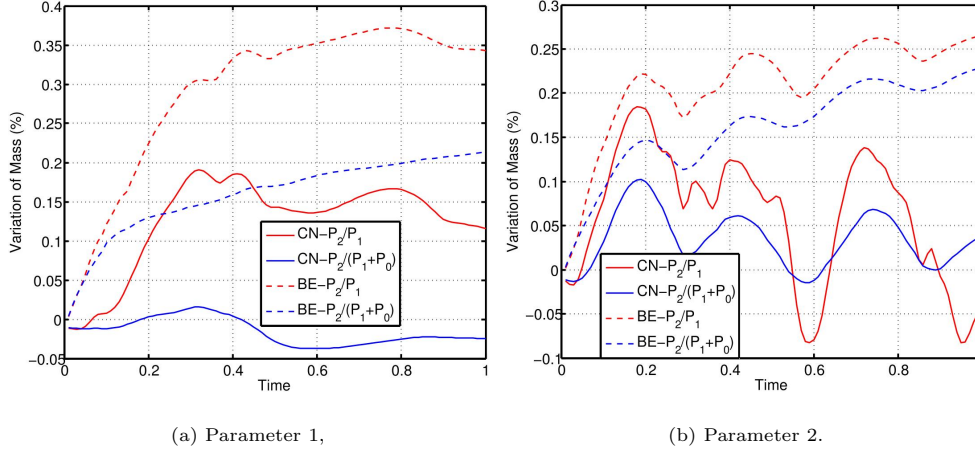 0.4
0.35
0.3
0.25
0.2
0.15
0.1
0.05
0
−0.05
Variation of Mass (%)
0 0.2 0.4 0.6 0.8 1
Time
CN−P2/P1
CN−P2/(P1+P0)
BE−P2/P1
BE−P2/(P1+P0)
(a) Parameter 1,
0.3
0.25
0.2
0.15
0.1
0.05
0
−0.05
−0.1
Variation of Mass (%)
0 0.2 0.4 0.6 0.8
Time
CN−P2/P1
CN−P2/(P1+P0)
BE−P2/P1
BE−P2/(P1+P0)
(b) Parameter 2.